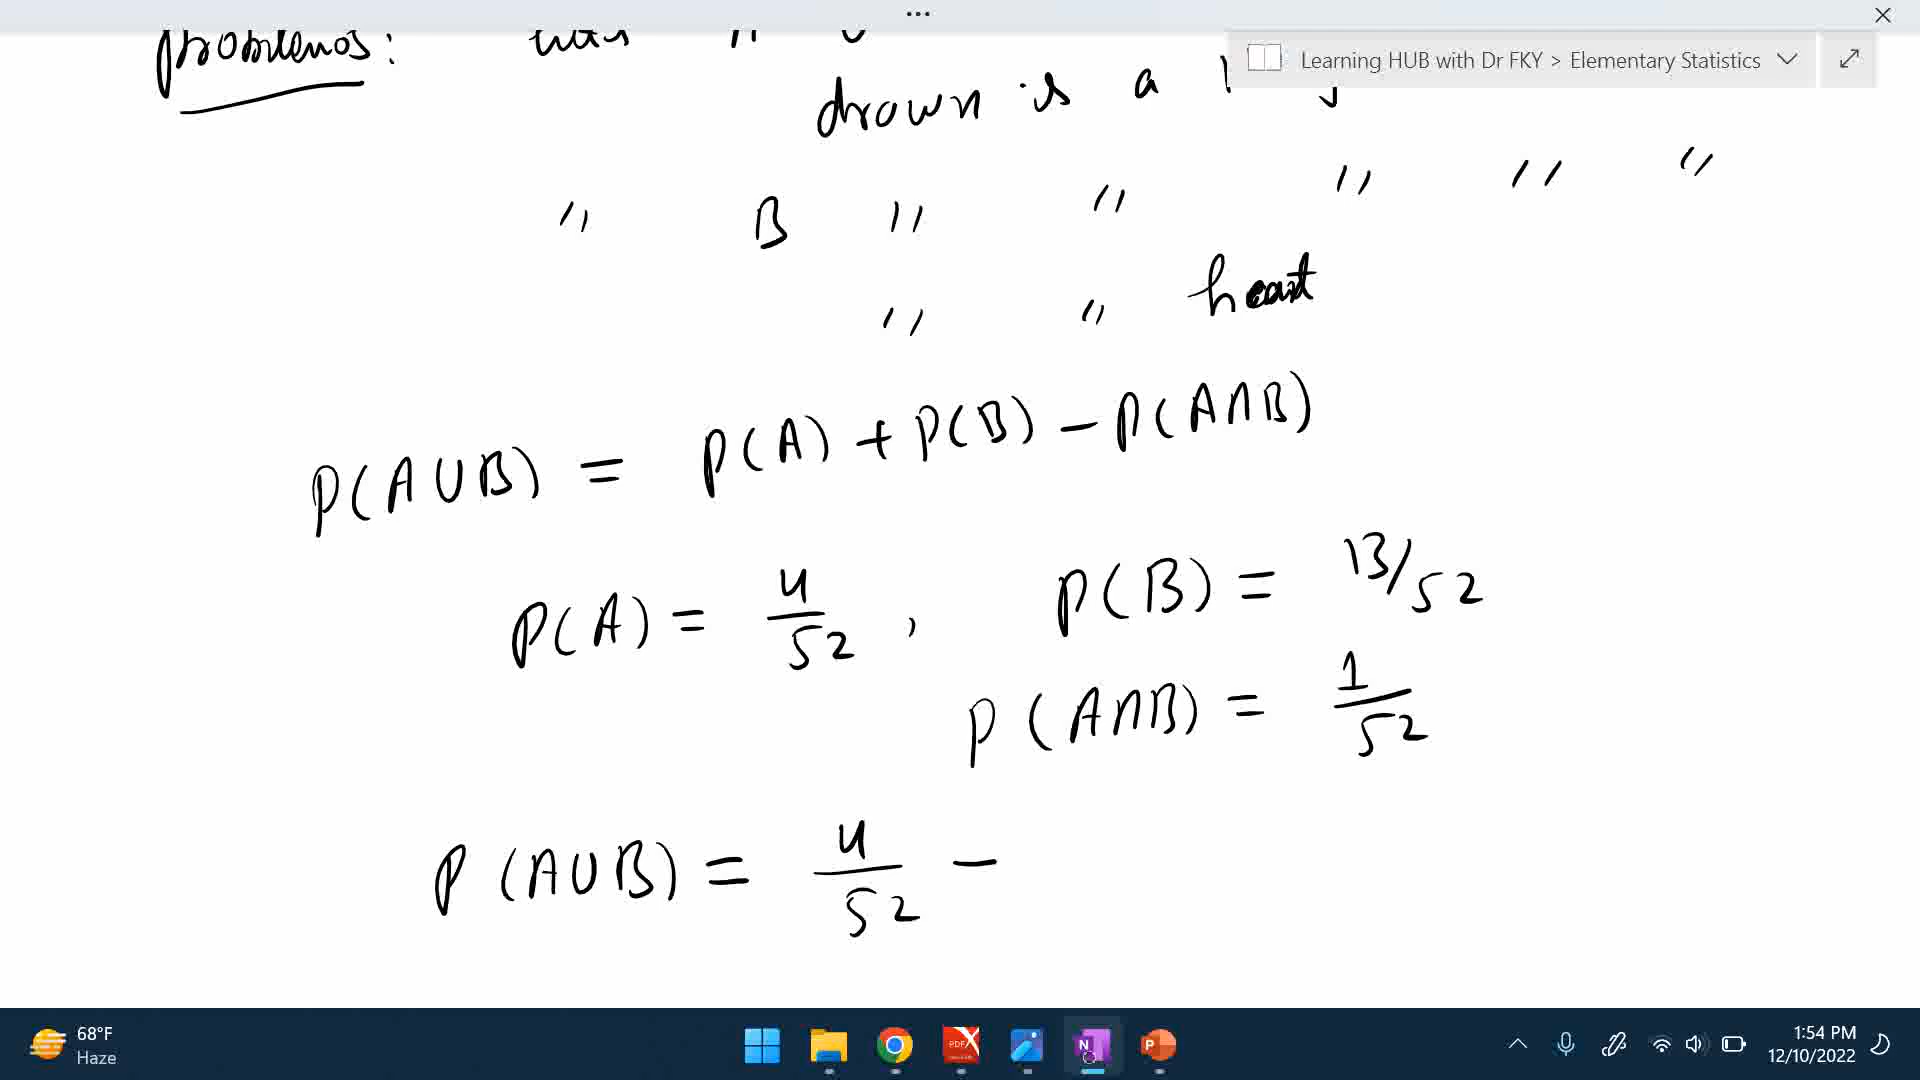 ...
problems:
Learning HUB with Dr FKY > Elementary Statistics
drawn is a
" B " " " " "
" " heart
P(A∪B) = P(A) + P(B) − P(A∩B)
P(A) = 4/52 , P(B) = 13/52
P(A∩B) = 1/52
P(A∪B) = 4/52 −
68°F
Haze
1:54 PM
12/10/2022